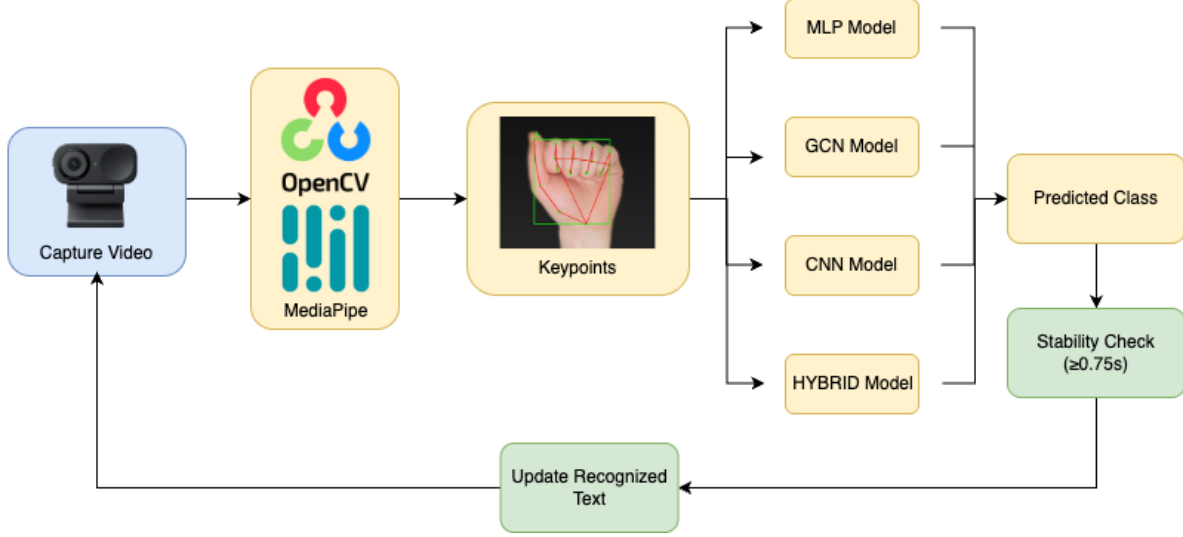 Capture Video
OpenCV
MediaPipe
Keypoints
MLP Model
GCN Model
CNN Model
HYBRID Model
Predicted Class
Stability Check
(≥0.75s)
Update Recognized
Text